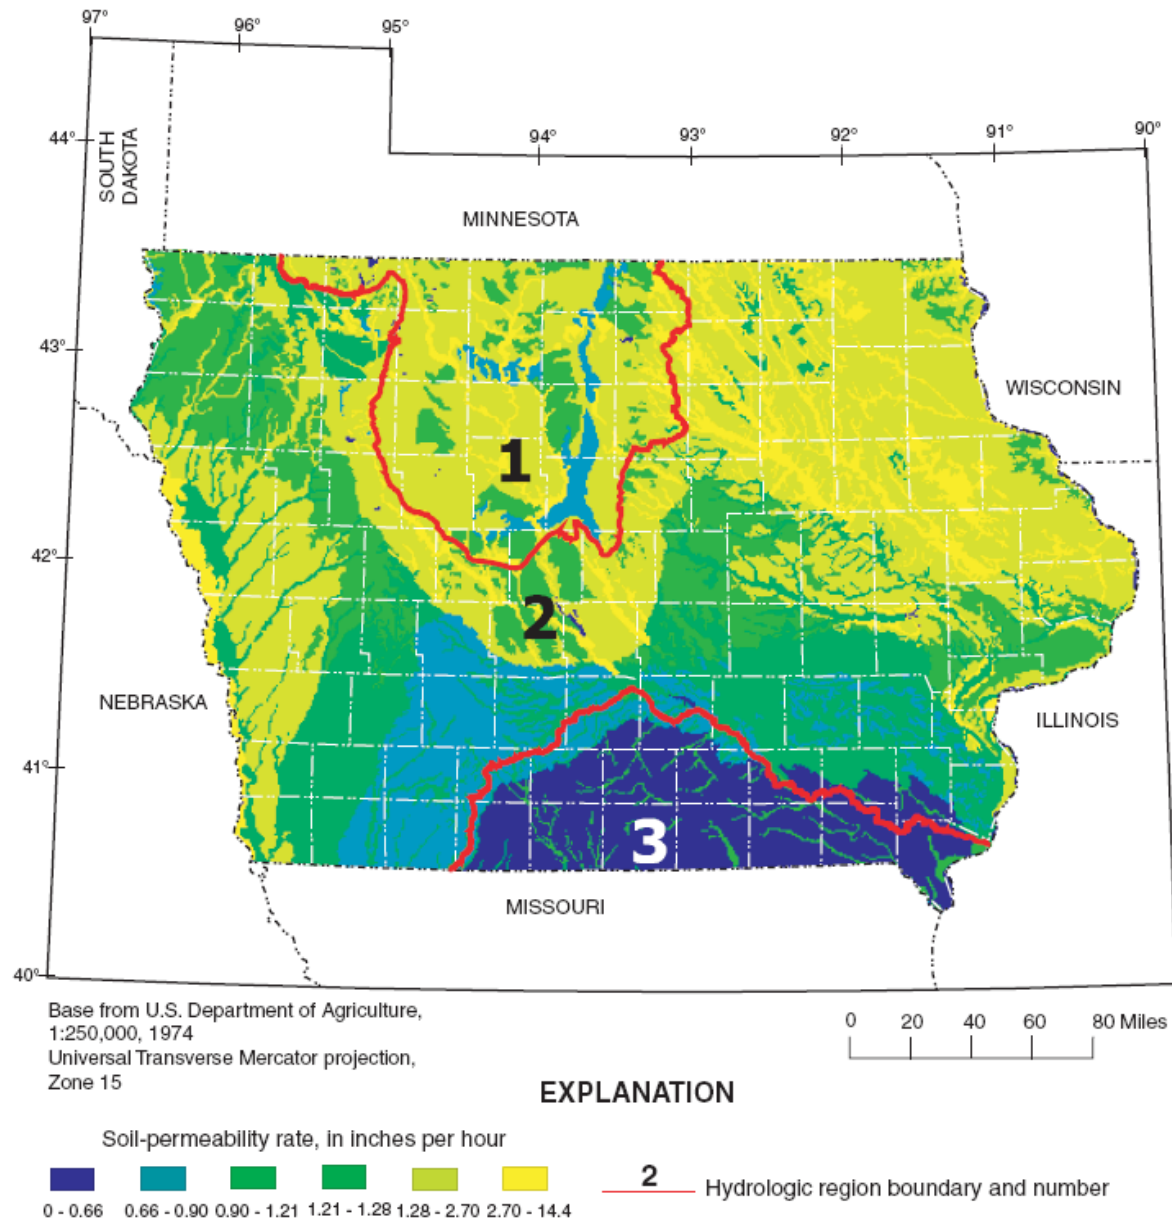 97°
96°
95°
44°
SOUTH
DAKOTA
94°
93°
92°
91°
90°
MINNESOTA
43°
WISCONSIN
1
42°
2
NEBRASKA
ILLINOIS
41°
3
MISSOURI
40°
Base from U.S. Department of Agriculture,
1:250,000, 1974
Universal Transverse Mercator projection,
Zone 15
0 20 40 60 80 Miles
EXPLANATION
Soil-permeability rate, in inches per hour
0 - 0.66 0.66 - 0.90 0.90 - 1.21 1.21 - 1.28 1.28 - 2.70 2.70 - 14.4
2
Hydrologic region boundary and number